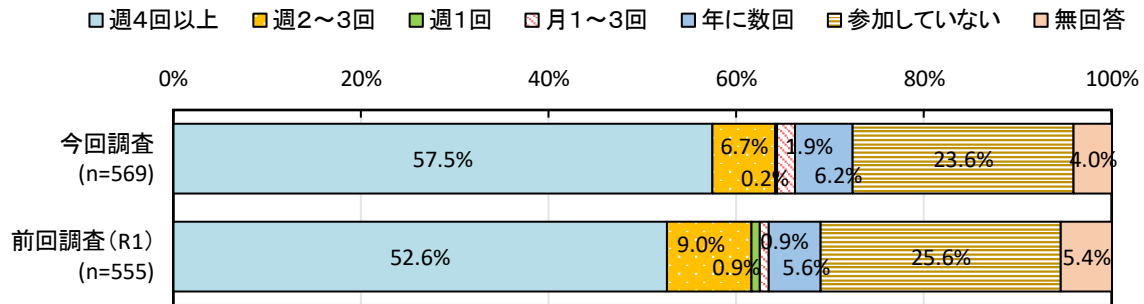 週4回以上 週2～3回 週1回 月1～3回 年に数回 参加していない 無回答
0% 20% 40% 60% 80% 100%
今回調査
(n=569)
57.5% 6.7% 0.2% 1.9% 6.2% 23.6% 4.0%
前回調査（R1）
(n=555)
52.6% 9.0% 0.9% 0.9% 5.6% 25.6% 5.4%